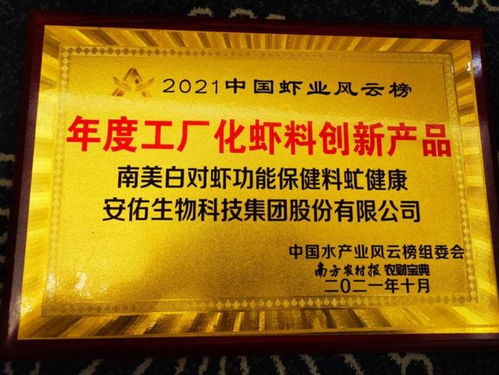 2021中国虾业风云榜
年度工厂化虾料创新产品
南美白对虾功能保健料虻健康
安佑生物科技集团股份有限公司
中国水产业风云榜组委会
南方农村报 农财宝典
二〇二一年十月